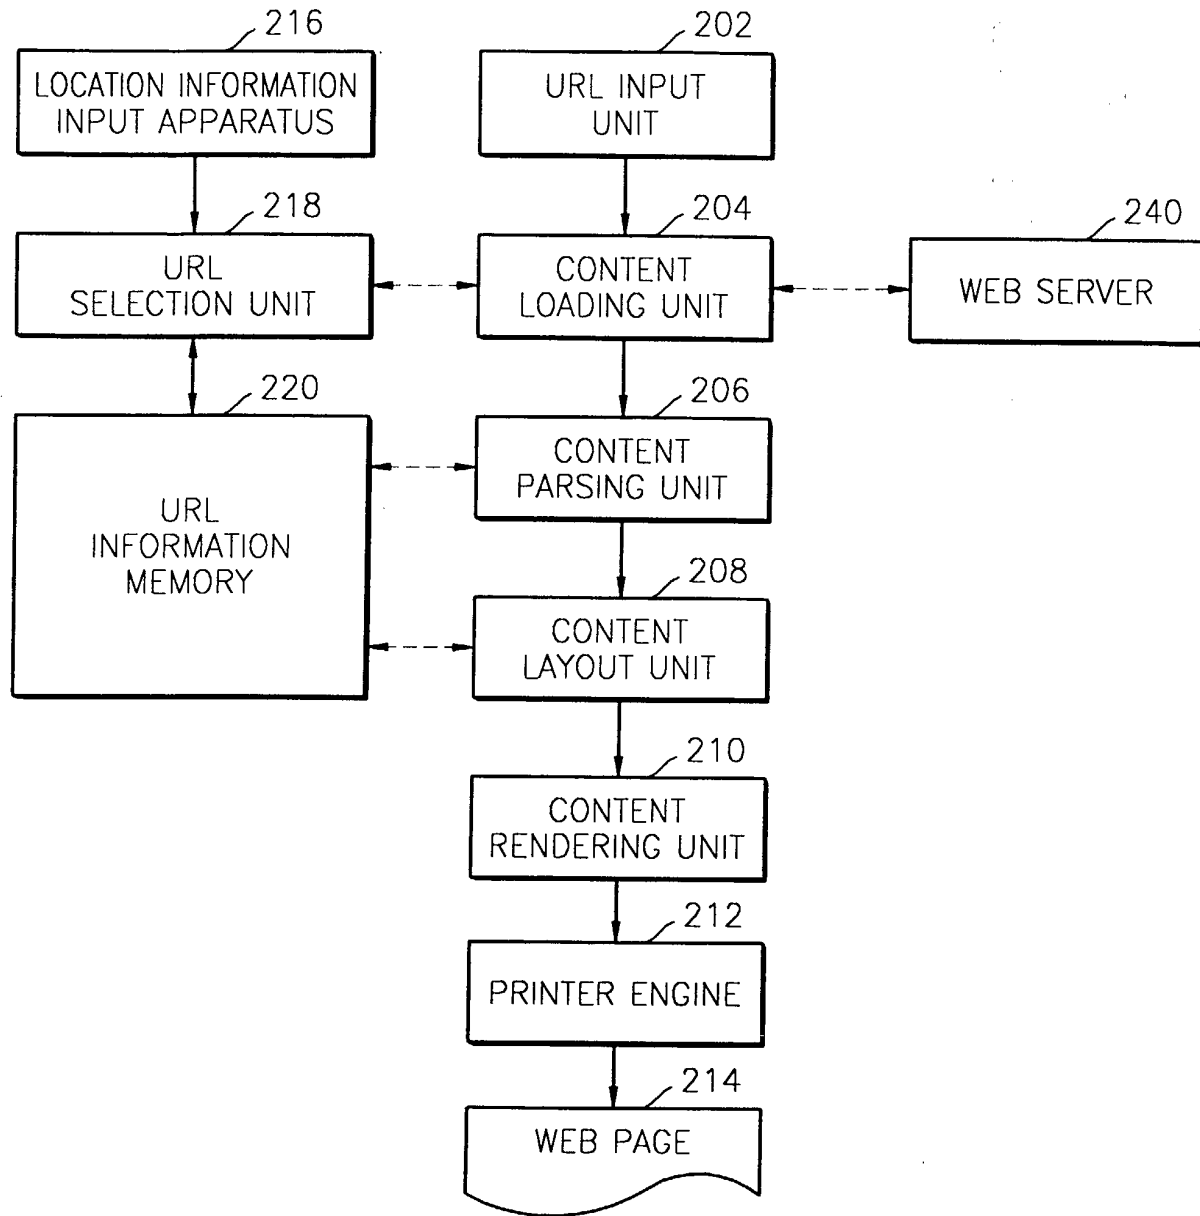 216
LOCATION INFORMATION
INPUT APPARATUS
202
URL INPUT
UNIT
218
URL
SELECTION UNIT
204
CONTENT
LOADING UNIT
240
WEB SERVER
220
URL
INFORMATION
MEMORY
206
CONTENT
PARSING UNIT
208
CONTENT
LAYOUT UNIT
210
CONTENT
RENDERING UNIT
212
PRINTER ENGINE
214
WEB PAGE